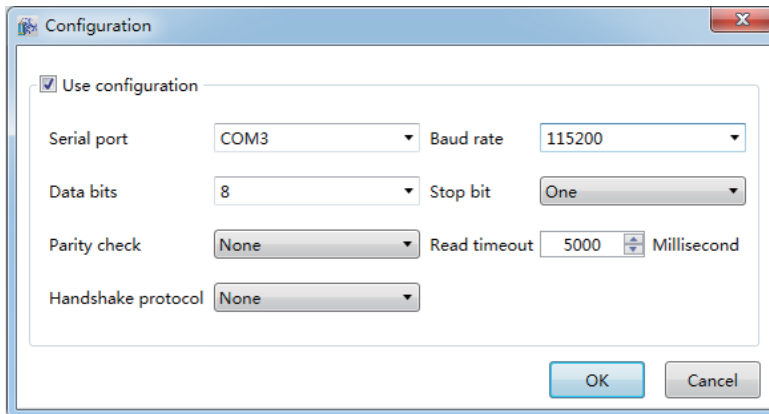 Configuration
Use configuration
Serial port COM3 Baud rate 115200
Data bits 8 Stop bit One
Parity check None Read timeout 5000 Millisecond
Handshake protocol None
OK Cancel